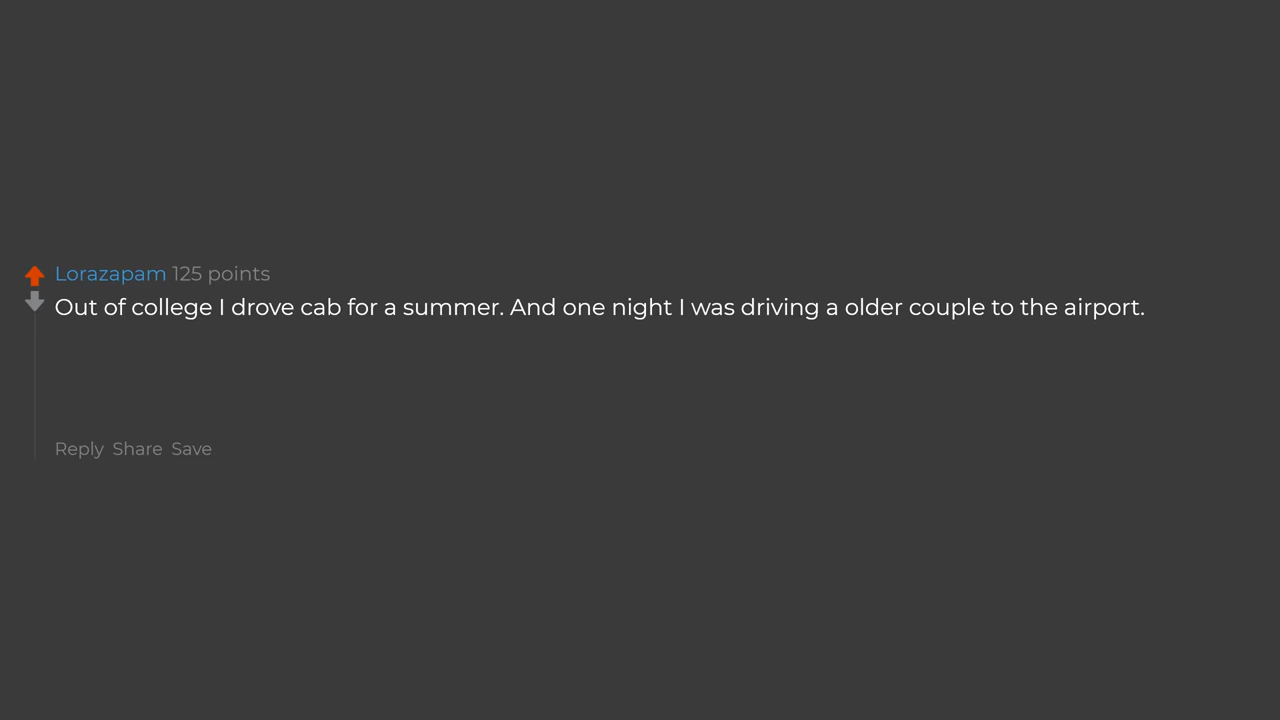 Lorazapam 125 points
Out of college I drove cab for a summer. And one night I was driving a older couple to the airport.
Reply Share Save